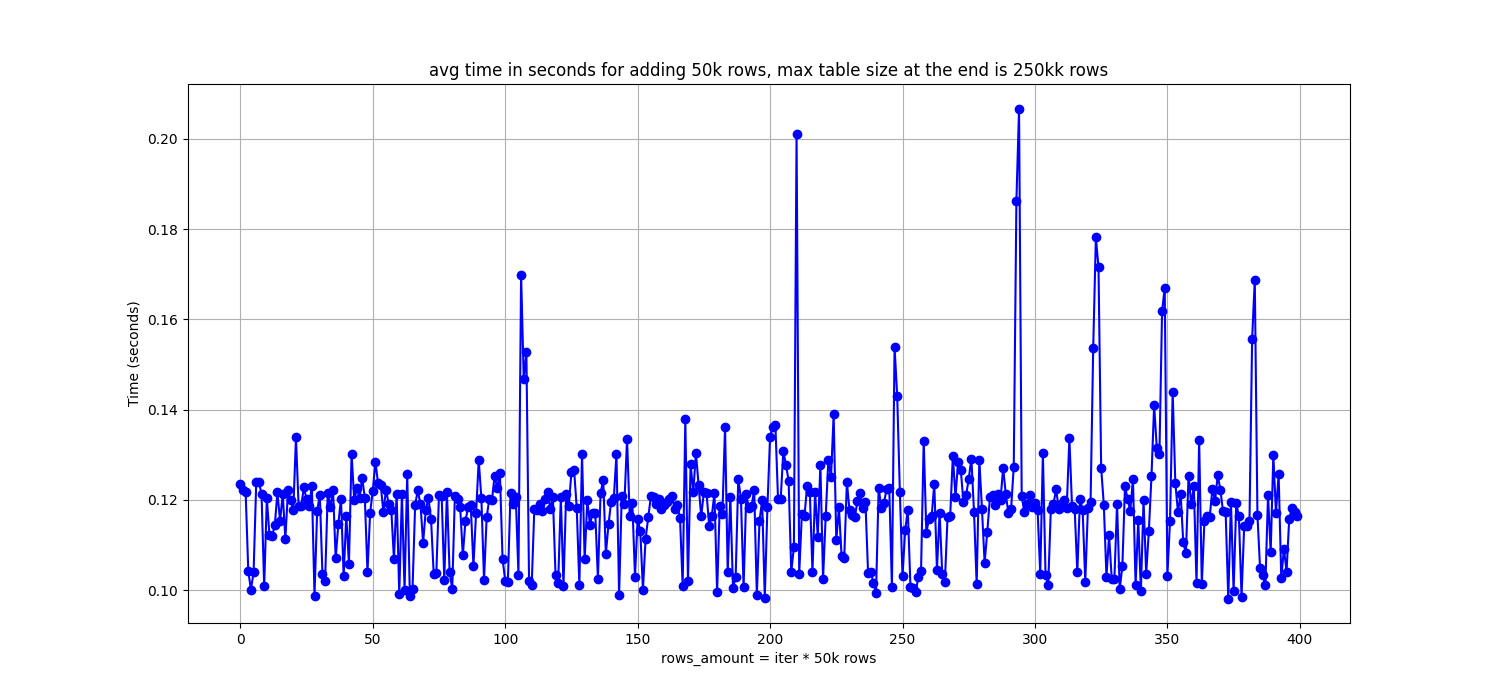 avg time in seconds for adding 50k rows, max table size at the end is 250kk rows
0.20
0.18
0.16
0.14
0.12
0.10
Time (seconds)
0 50 100 150 200 250 300 350 400
rows_amount = iter * 50k rows